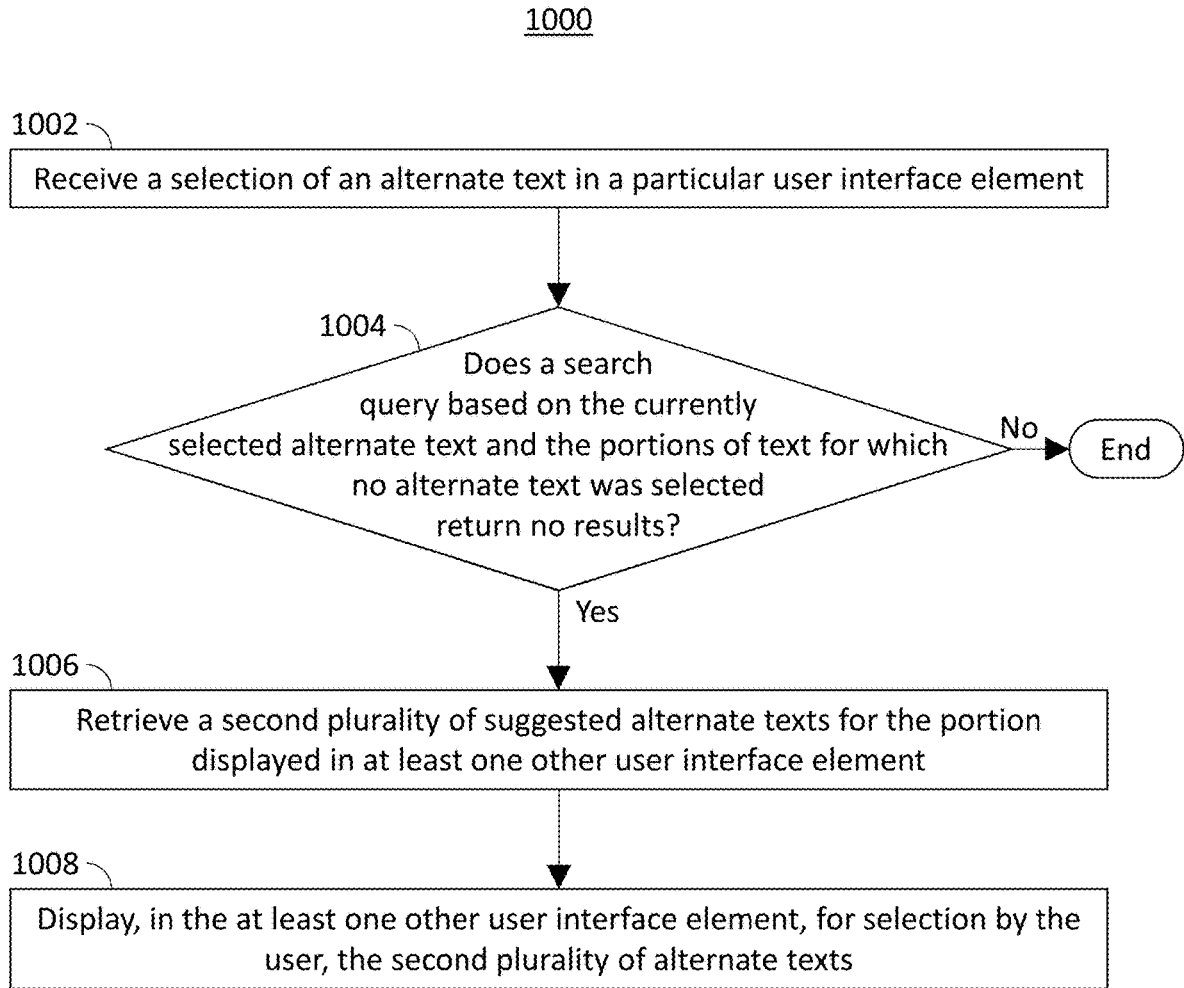 1000
1002
Receive a selection of an alternate text in a particular user interface element
1004
Does a search
query based on the currently
selected alternate text and the portions of text for which
no alternate text was selected
return no results?
No
End
Yes
1006
Retrieve a second plurality of suggested alternate texts for the portion
displayed in at least one other user interface element
1008
Display, in the at least one other user interface element, for selection by the
user, the second plurality of alternate texts